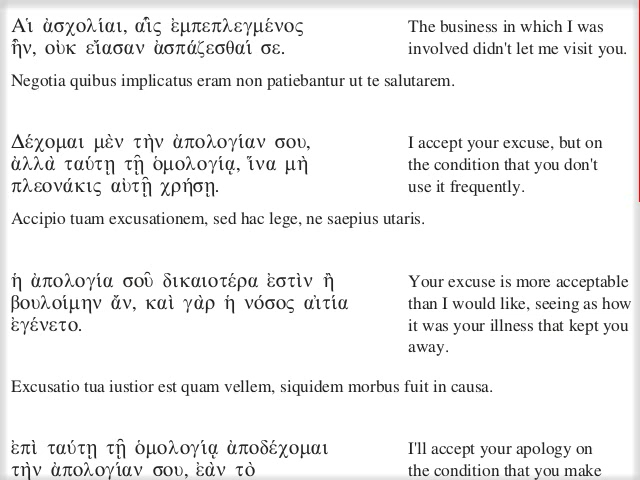 Αἱ ἀσχολίαι, αἷς ἐμπεπλεγμένος
ἦν, οὐκ εἴασαν ἀσπάζεσθαί σε.
The business in which I was
involved didn't let me visit you.
Negotia quibus implicatus eram non patiebantur ut te salutarem.
Δέχομαι μὲν τὴν ἀπολογίαν σου,
ἀλλὰ ταύτῃ τῇ ὁμολογίᾳ, ἵνα μὴ
πλεονάκις αὐτῇ χρήσῃ.
I accept your excuse, but on
the condition that you don't
use it frequently.
Accipio tuam excusationem, sed hac lege, ne saepius utaris.
ἡ ἀπολογία σοῦ δικαιοτέρα ἐστὶν ἢ
βουλοίμην ἄν, καὶ γὰρ ἡ νόσος αἰτία
ἐγένετο.
Your excuse is more acceptable
than I would like, seeing as how
it was your illness that kept you
away.
Excusatio tua iustior est quam vellem, siquidem morbus fuit in causa.
ἐπὶ ταύτῃ τῇ ὁμολογίᾳ ἀποδέχομαι
τὴν ἀπολογίαν σου, ἐὰν τὸ
I'll accept your apology on
the condition that you make